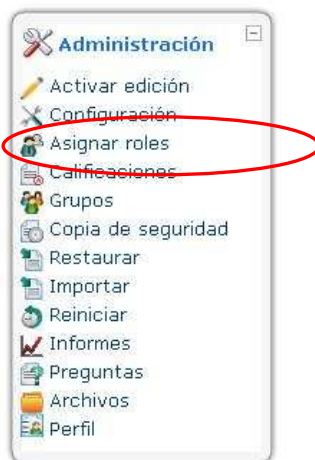 Administración
Activar edición
Configuración
Asignar roles
Calificaciones
Grupos
Copia de seguridad
Restaurar
Importar
Reiniciar
Informes
Preguntas
Archivos
Perfil